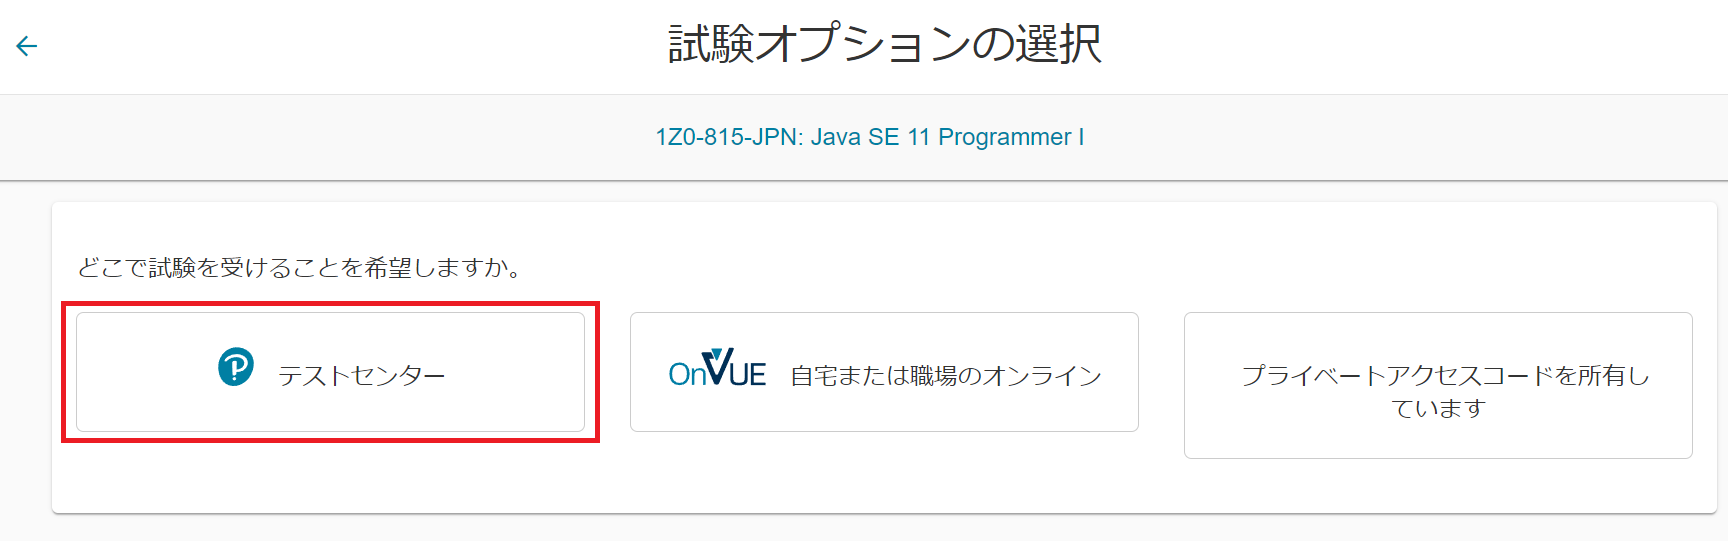 試験オプションの選択
1Z0-815-JPN: Java SE 11 Programmer I
どこで試験を受けることを希望しますか。
テストセンター
OnVUE 自宅または職場のオンライン
プライベートアクセスコードを所有し
ています